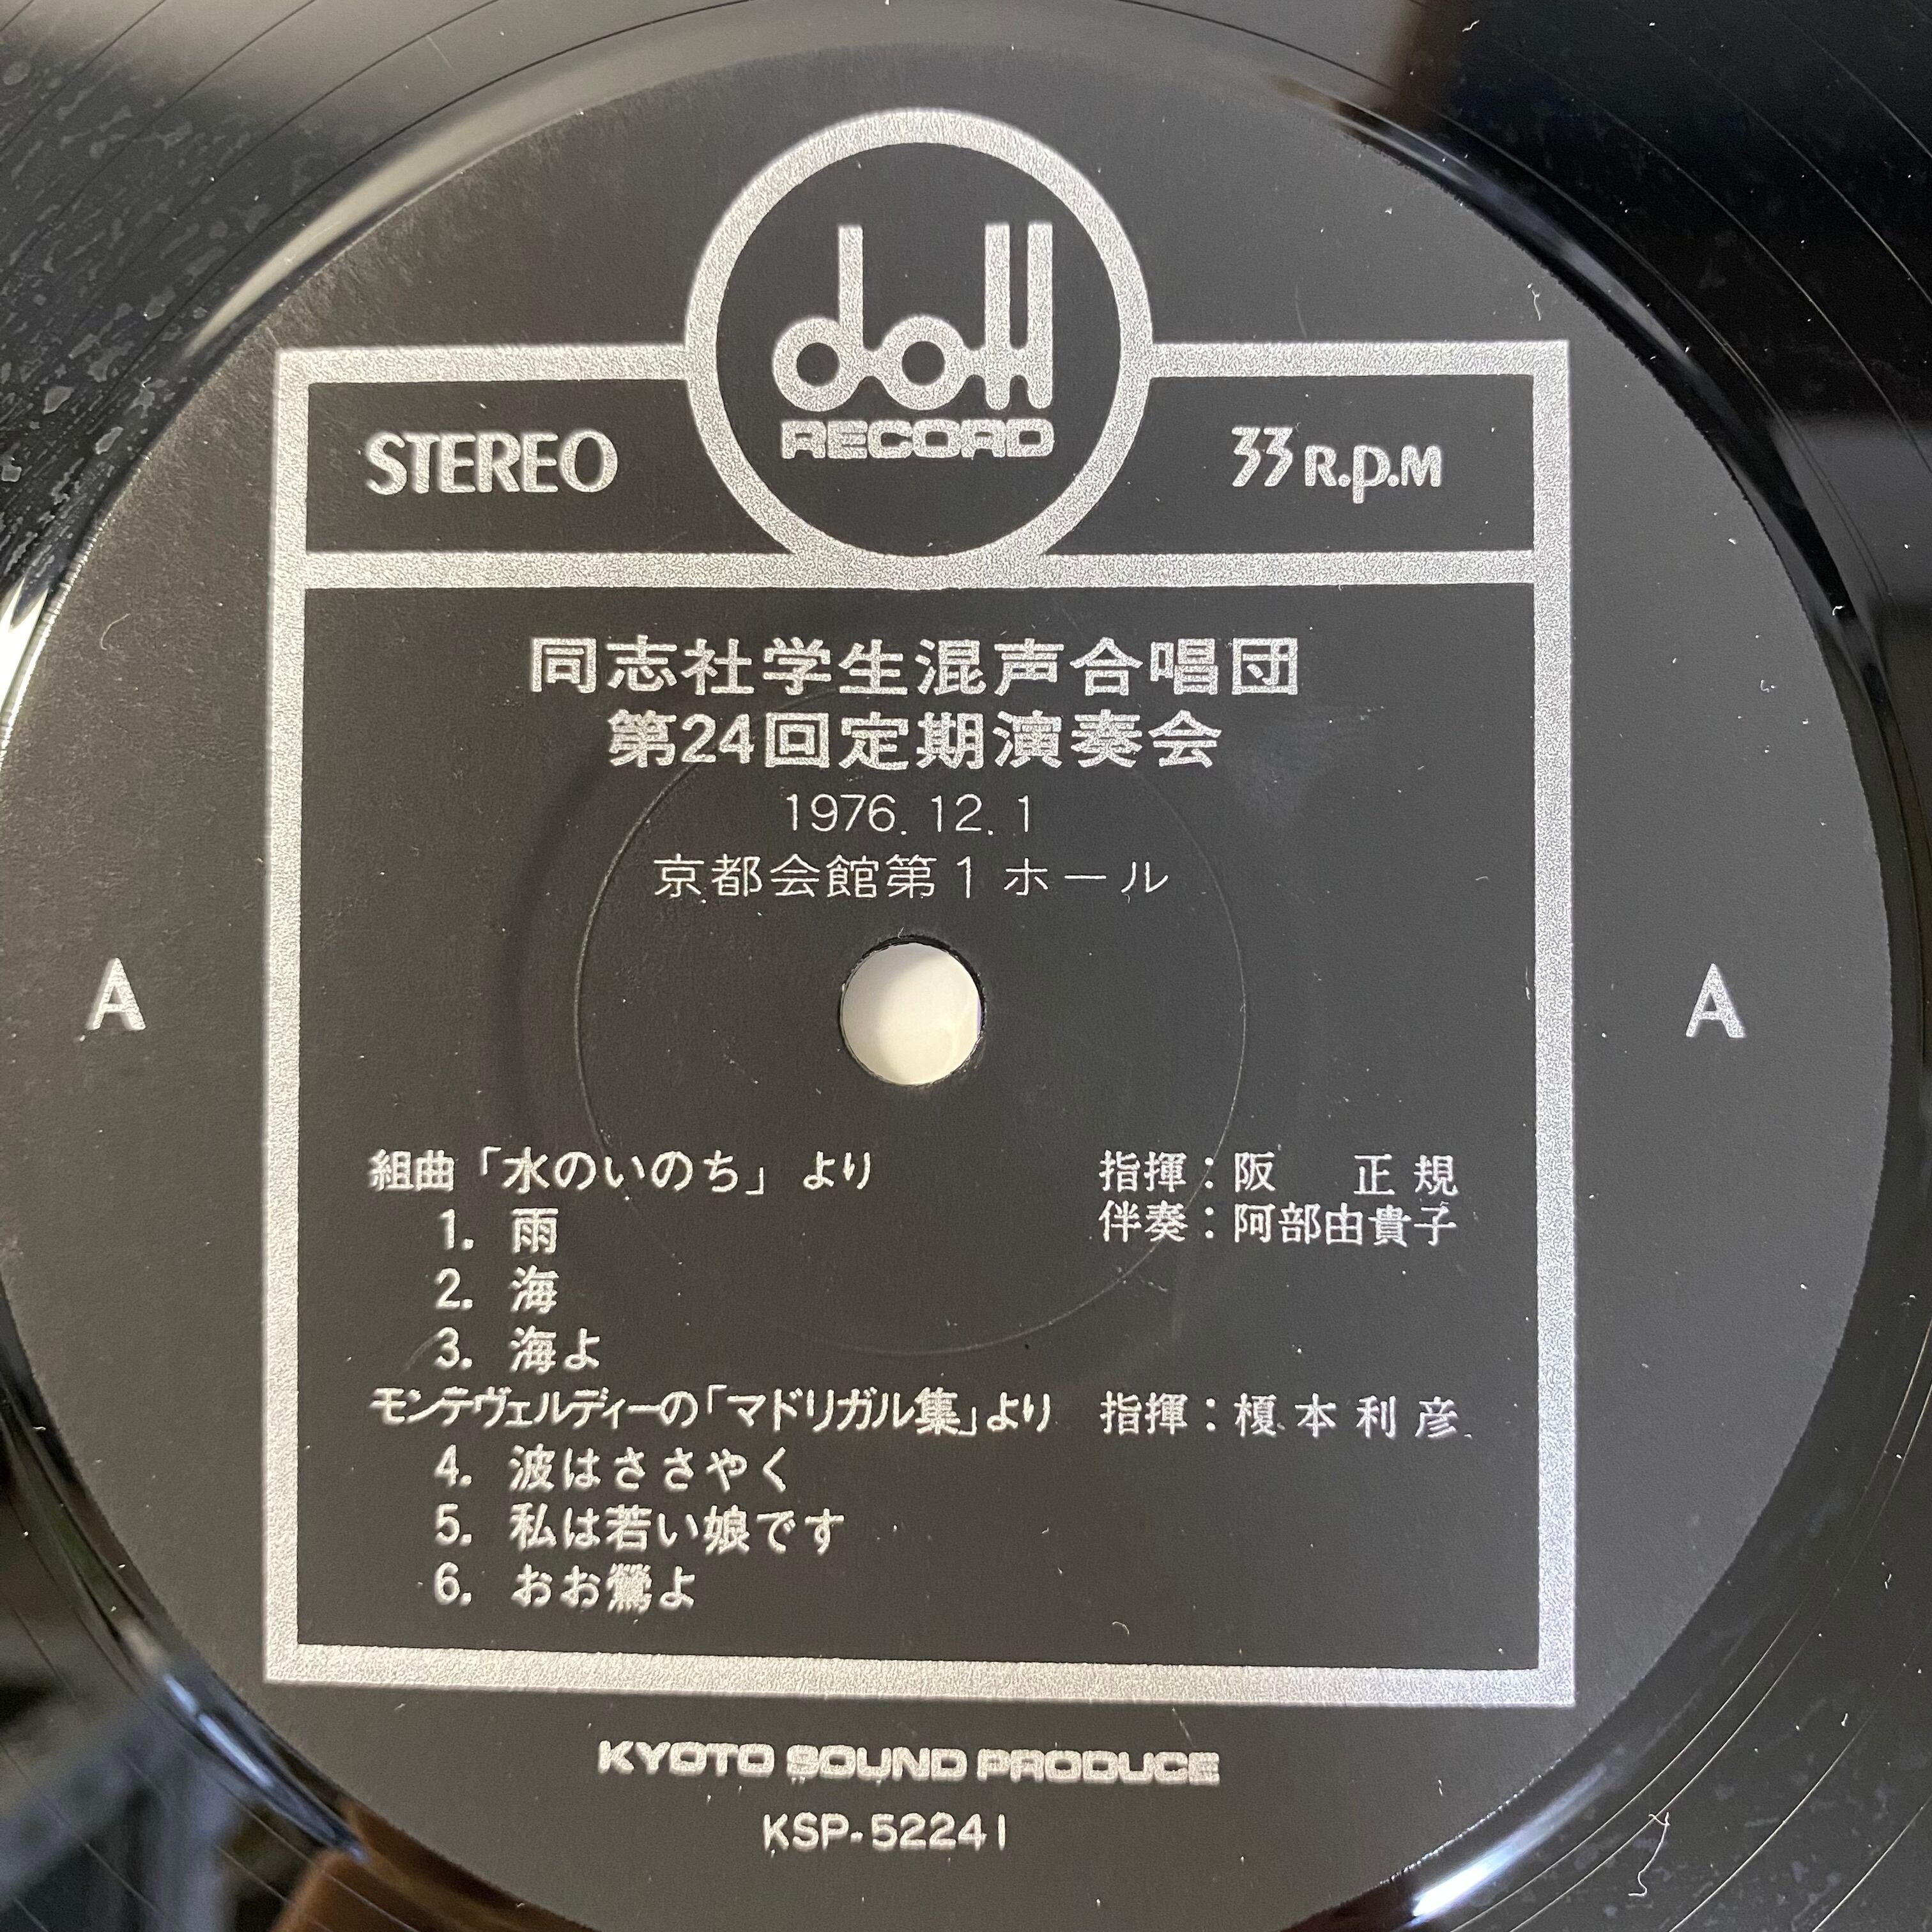 doll
RECORD
STEREO
33 R.p.M
同志社学生混声合唱団
第24回定期演奏会
1976. 12. 1
京都会館第1ホール
A
A
組曲「水のいのち」より 指揮：阪 正規
伴奏：阿部由貴子
1. 雨
2. 海
3. 海よ
モンテヴェルディーの「マドリガル集」より 指揮：榎本利彦
4. 波はささやく
5. 私は若い娘です
6. おお鶯よ
KYOTO SOUND PRODUCE
KSP-52241